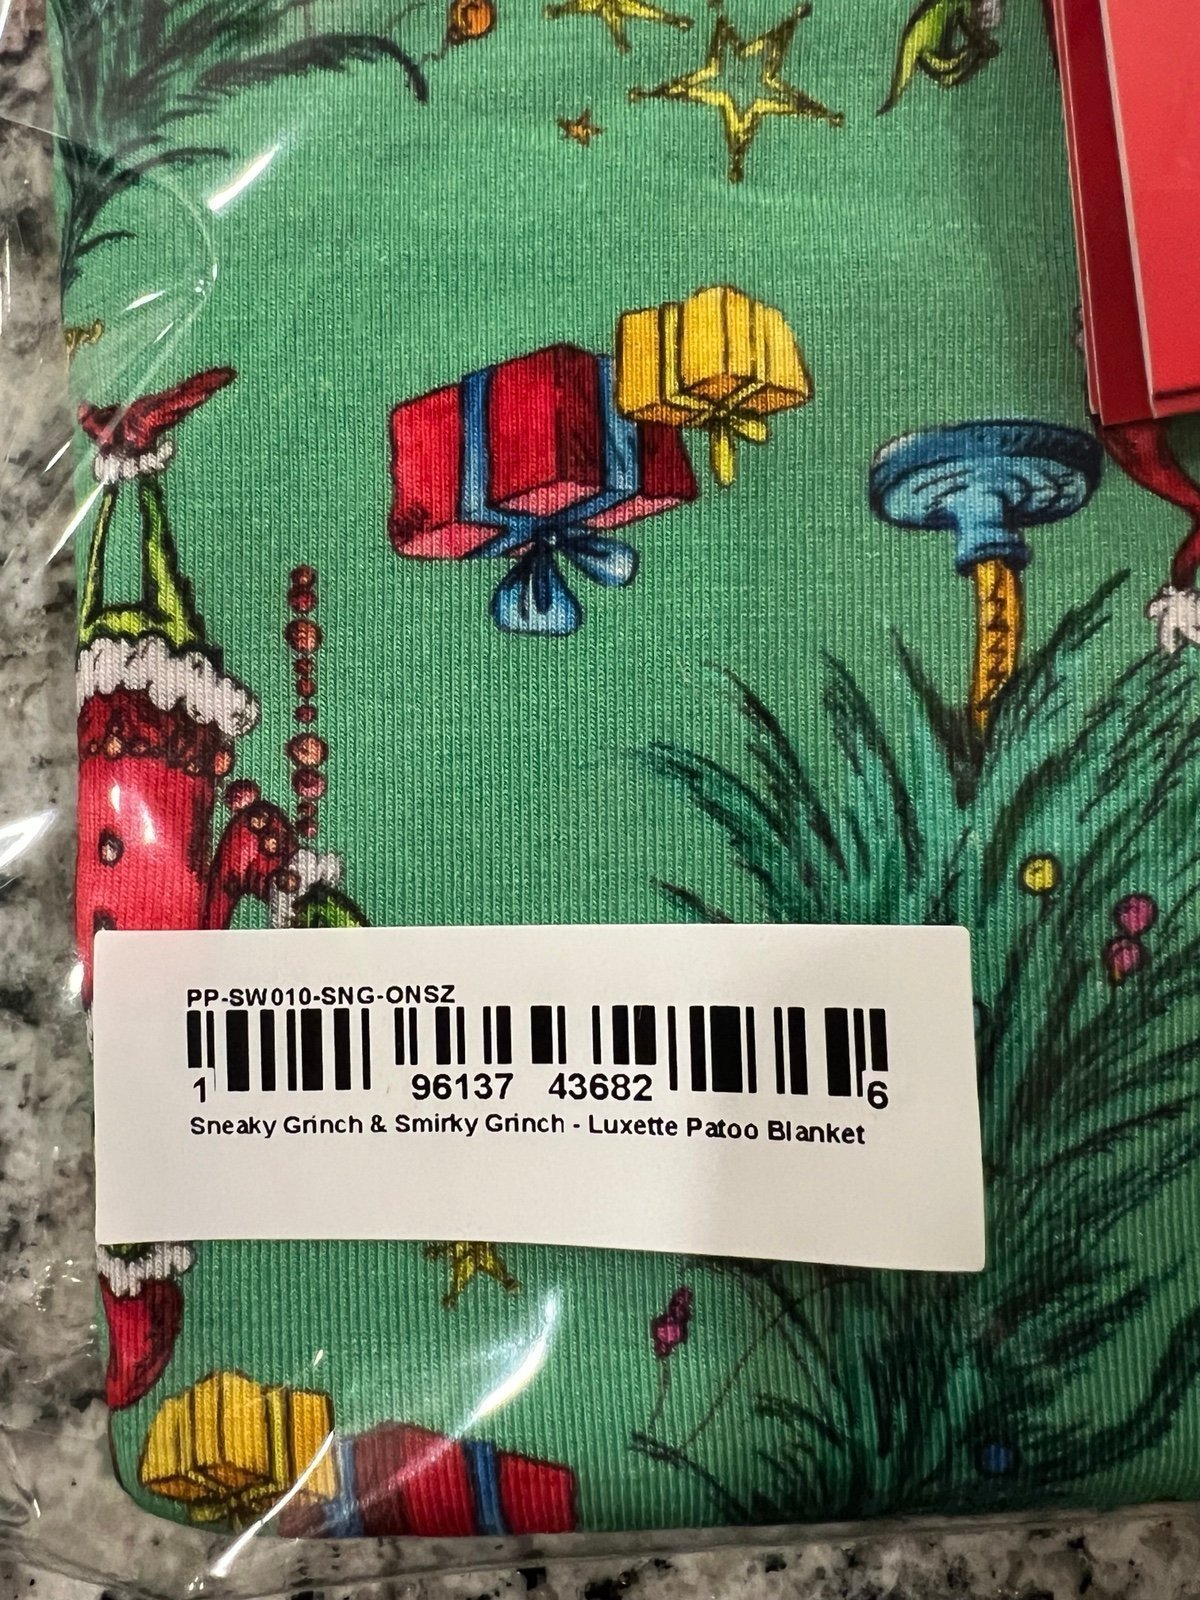 PP-SW010-SNG-ONSZ
1 96137 43682 6
Sneaky Grinch & Smirky Grinch - Luxette Patoo Blanket